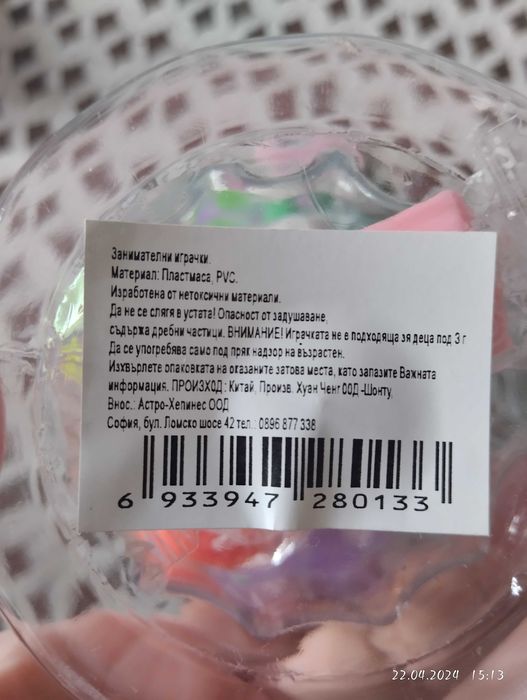 Занимателни играчки.
Материал: Пластмаса, PVC.
Изработена от нетоксични материали.
Да не се слягя в устата! Опасност от задушаване,
съдържа дребни частици. ВНИМАНИЕ! Играчката не е подходяща зя деца под 3 г
Да се употребява само под пряк надзор на възрастен.
Изхвърлете опаковката на оказаните затова места, като запазите Важната
информация. ПРОИЗХОД: Китай, Произв. Хуан Ченг ООД -Шонту,
Внос.: Астро-Хепинес ООД
София, бул. Ломско шосе 42 тел.: 0896 877 338
6 933947 280133
22.04.2024 15:13